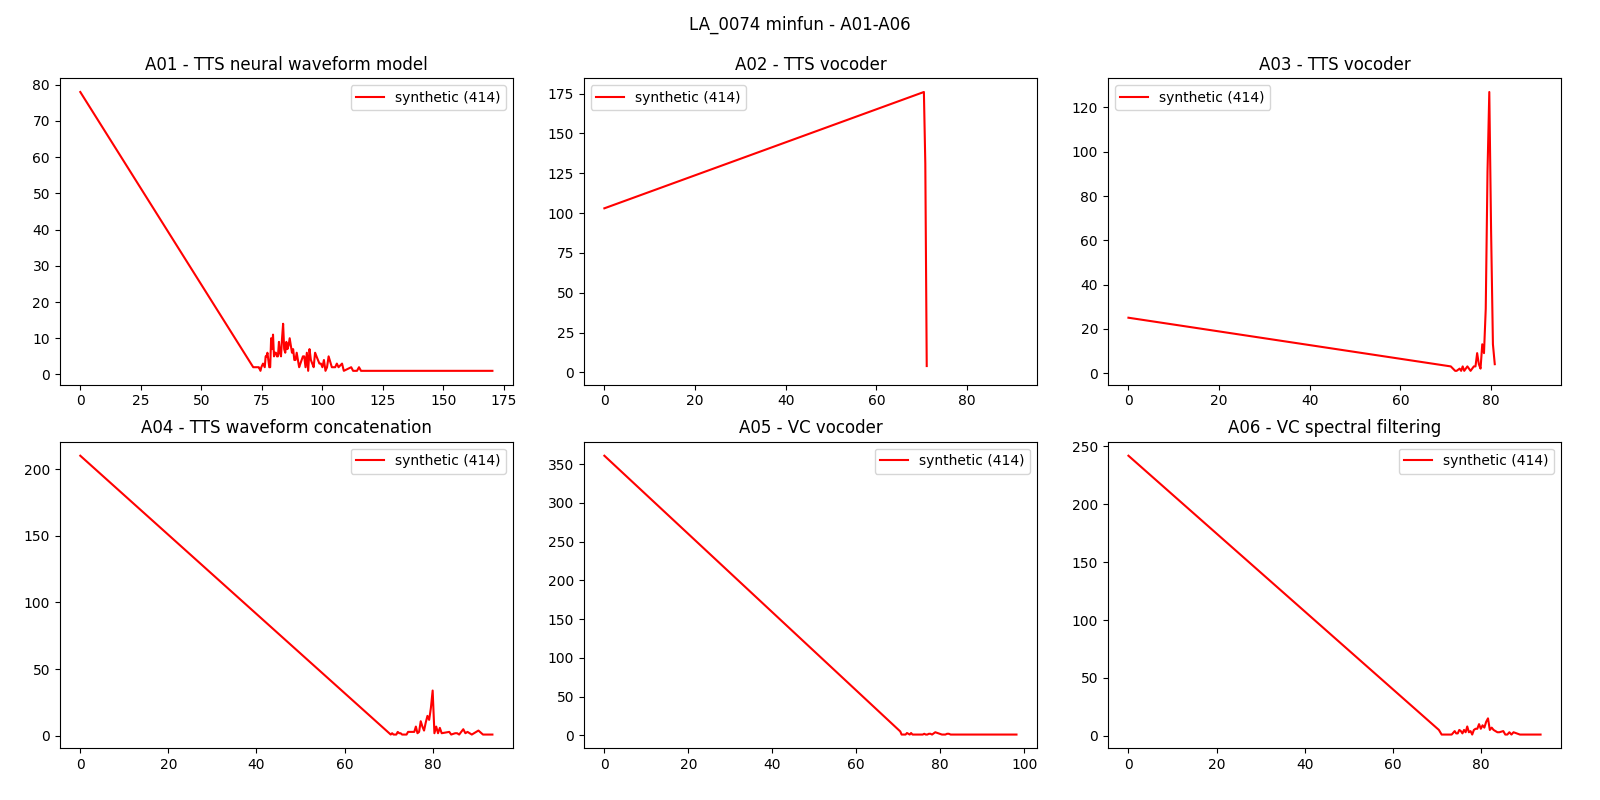 LA_0074 minfun - A01-A06
A01 - TTS neural waveform model
80
70
60
50
40
30
20
10
0
synthetic (414)
0 25 50 75 100 125 150 175
A02 - TTS vocoder
175
150
125
100
75
50
25
0
synthetic (414)
0 20 40 60 80
A03 - TTS vocoder
120
100
80
60
40
20
0
synthetic (414)
0 20 40 60 80
A04 - TTS waveform concatenation
200
150
100
50
0
synthetic (414)
0 20 40 60 80
A05 - VC vocoder
350
300
250
200
150
100
50
0
synthetic (414)
0 20 40 60 80 100
A06 - VC spectral filtering
250
200
150
100
50
0
synthetic (414)
0 20 40 60 80